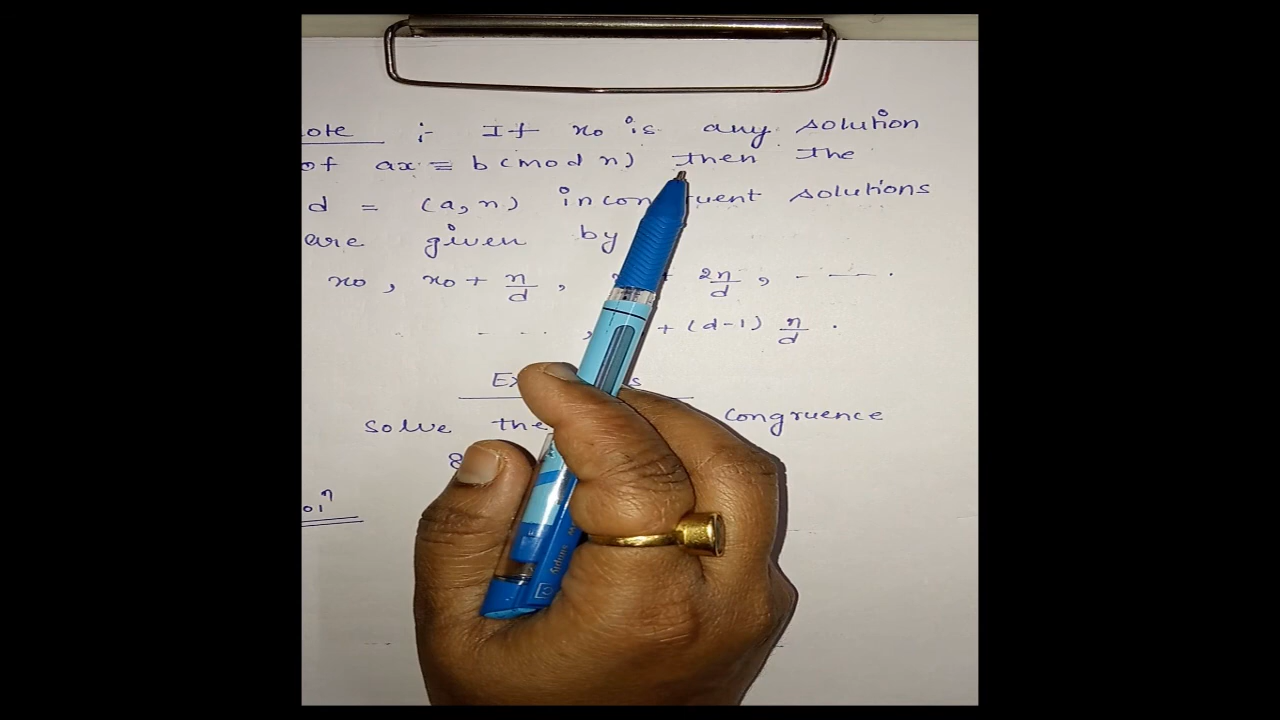 ote :- If x₀ is any solution
of ax ≡ b (mod n) then the
d = (a, n) incon uent solutions
are given by
x₀, x₀ + n/d, + 2n/d, - ——.
- - - -, + (d-1) n/d.
Ex s
solve the congruence
8
olⁿ